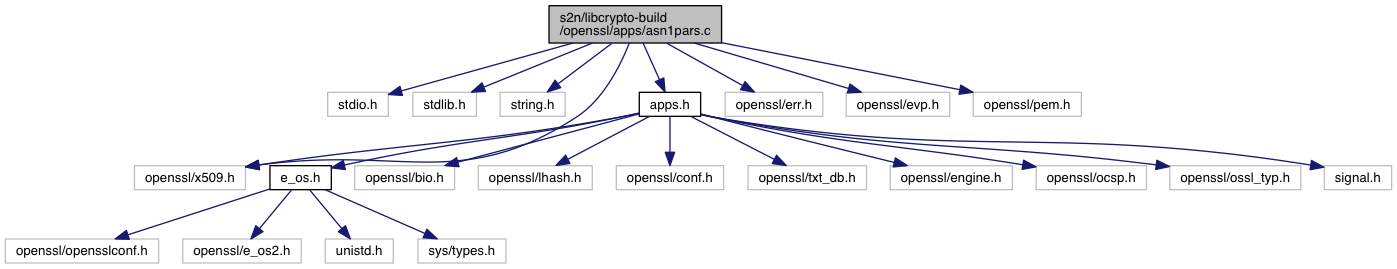 s2n/libcrypto-build
/openssl/apps/asn1pars.c
stdio.h
stdlib.h
string.h
apps.h
openssl/err.h
openssl/evp.h
openssl/pem.h
openssl/x509.h
e_os.h
openssl/bio.h
openssl/lhash.h
openssl/conf.h
openssl/txt_db.h
openssl/engine.h
openssl/ocsp.h
openssl/ossl_typ.h
signal.h
openssl/opensslconf.h
openssl/e_os2.h
unistd.h
sys/types.h